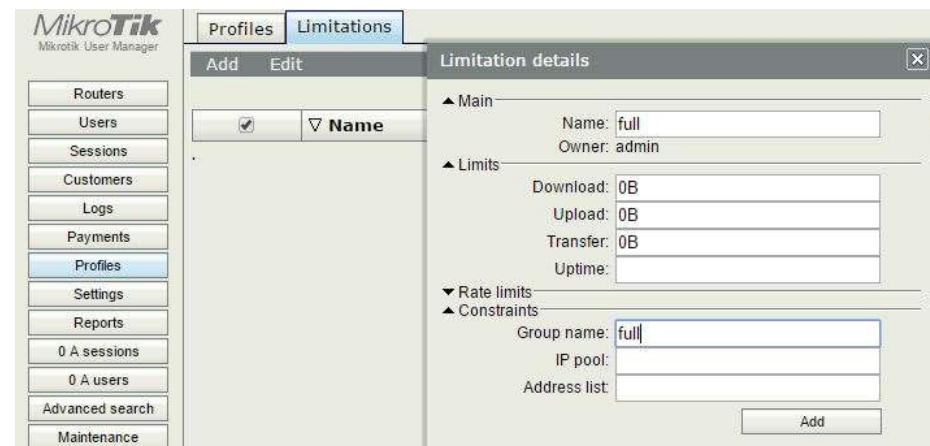 MikroTik
Mikrotik User Manager
Routers
Users
Sessions
Customers
Logs
Payments
Profiles
Settings
Reports
0 A sessions
0 A users
Advanced search
Maintenance
Profiles
Limitations
Add Edit
▽ Name
Limitation details
▲ Main
Name: full
Owner: admin
▲ Limits
Download: 0B
Upload: 0B
Transfer: 0B
Uptime:
▼ Rate limits
▲ Constraints
Group name: full
IP pool:
Address list:
Add